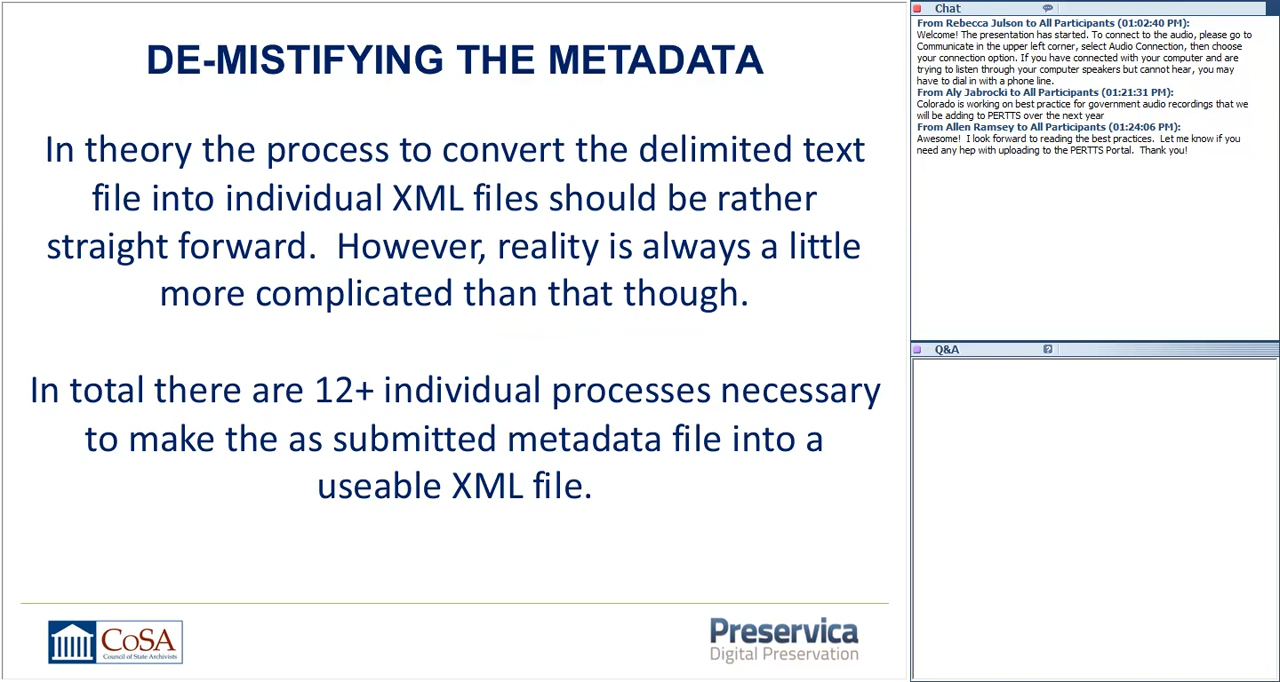 DE-MISTIFYING THE METADATA
In theory the process to convert the delimited text
file into individual XML files should be rather
straight forward.  However, reality is always a little
more complicated than that though.
In total there are 12+ individual processes necessary
to make the as submitted metadata file into a
useable XML file.
CoSA
Council of State Archivists
Preservica
Digital Preservation
Chat
From Rebecca Julson to All Participants (01:02:40 PM):
Welcome! The presentation has started. To connect to the audio, please go to
Communicate in the upper left corner, select Audio Connection, then choose
your connection option. If you have connected with your computer and are
trying to listen through your computer speakers but cannot hear, you may
have to dial in with a phone line.
From Aly Jabrocki to All Participants (01:21:31 PM):
Colorado is working on best practice for government audio recordings that we
will be adding to PERTTS over the next year
From Allen Ramsey to All Participants (01:24:06 PM):
Awesome!  I look forward to reading the best practices.  Let me know if you
need any hep with uploading to the PERTTS Portal.  Thank you!
Q&A